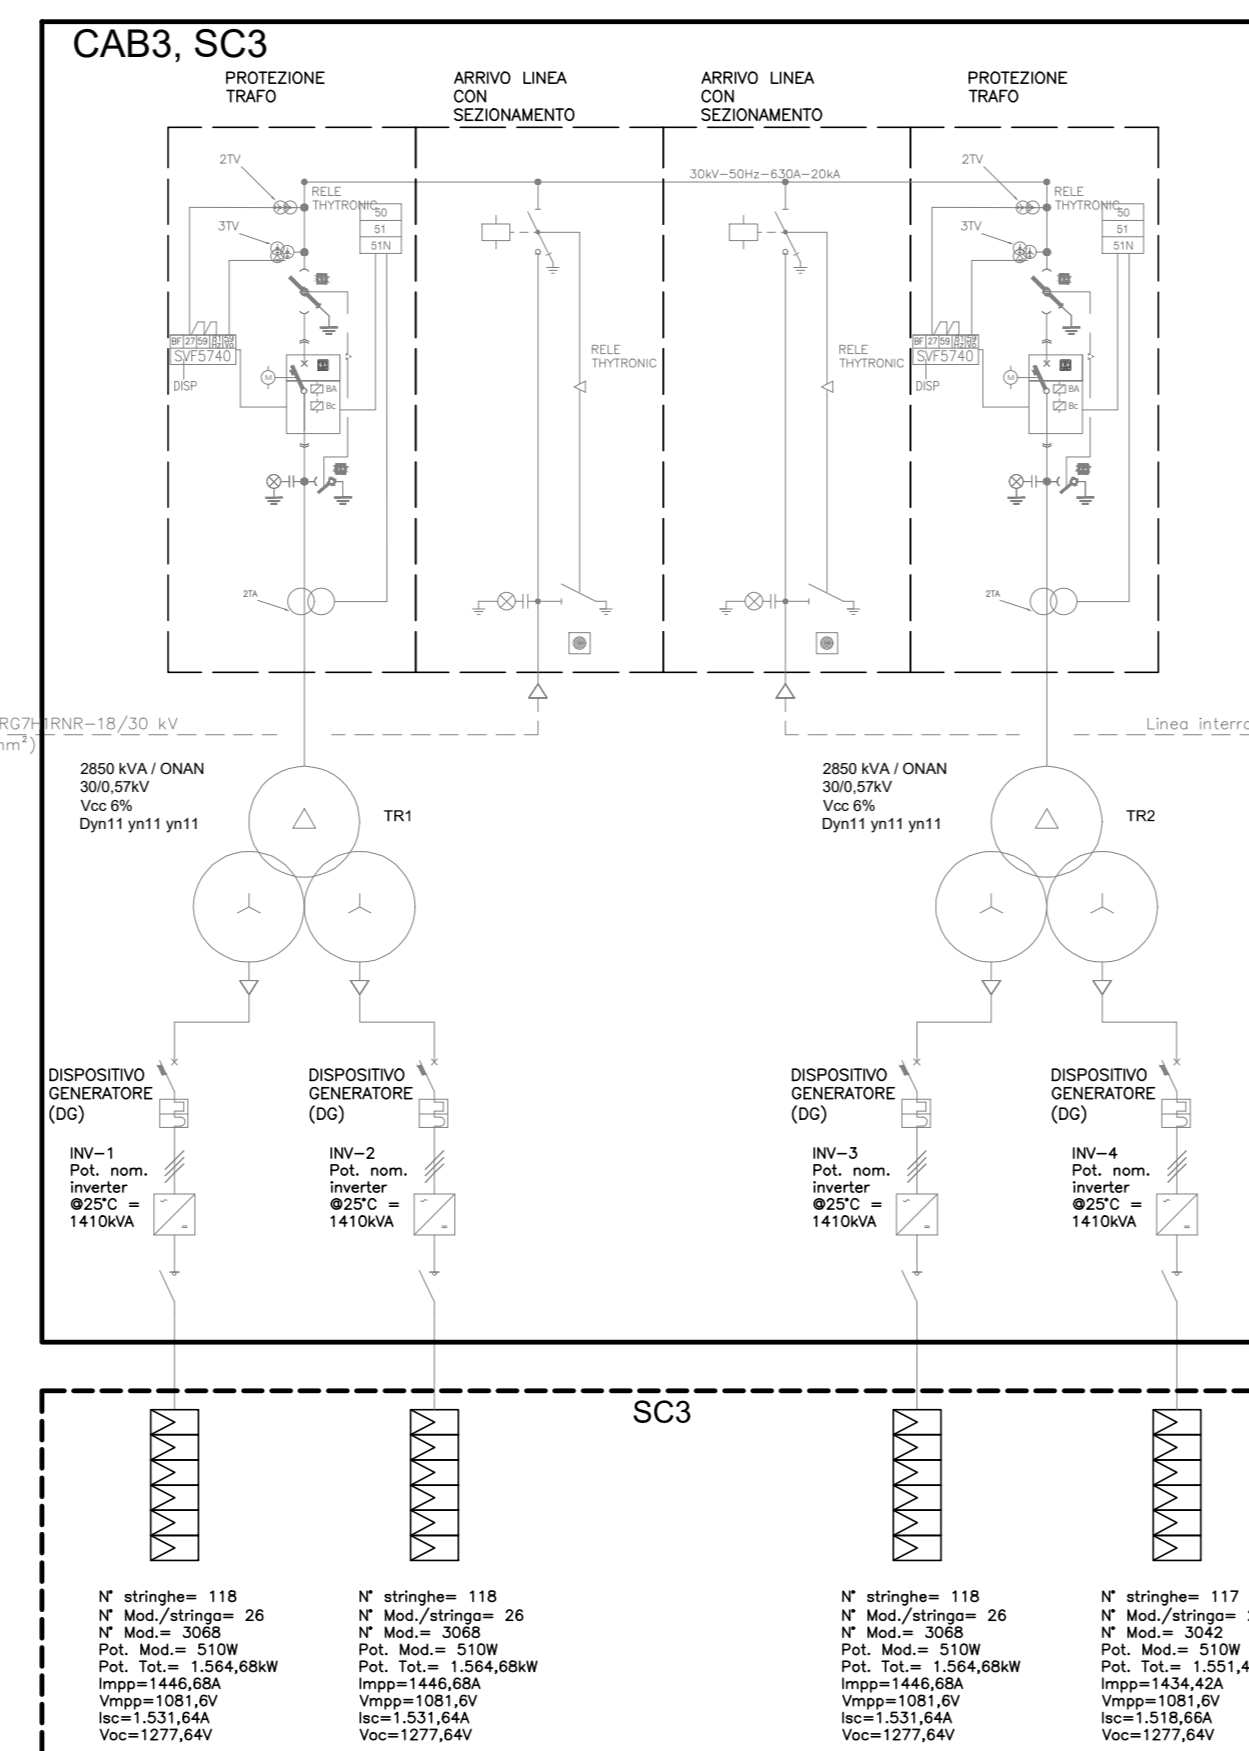 CAB3, SC3
PROTEZIONE
TRAFO
ARRIVO LINEA
CON
SEZIONAMENTO
ARRIVO LINEA
CON
SEZIONAMENTO
PROTEZIONE
TRAFO
2TV
RELE
THYTRONIC
50
51
51N
3TV
BF 27 59
SVF5740
DISP
M
BA
Bc
2TA
RELE
THYTRONIC
30kV-50Hz-630A-20kA
RELE
THYTRONIC
2TV
RELE
THYTRONIC
50
51
51N
3TV
BF 27 59
SVF5740
DISP
M
BA
Bc
2TA
RG7H1RNR-18/30 kV
mm²)
Linea interro
2850 kVA / ONAN
30/0,57kV
Vcc 6%
Dyn11 yn11 yn11
TR1
2850 kVA / ONAN
30/0,57kV
Vcc 6%
Dyn11 yn11 yn11
TR2
DISPOSITIVO
GENERATORE
(DG)
DISPOSITIVO
GENERATORE
(DG)
DISPOSITIVO
GENERATORE
(DG)
DISPOSITIVO
GENERATORE
(DG)
INV-1
Pot. nom.
inverter
@25°C =
1410kVA
INV-2
Pot. nom.
inverter
@25°C =
1410kVA
INV-3
Pot. nom.
inverter
@25°C =
1410kVA
INV-4
Pot. nom.
inverter
@25°C =
1410kVA
SC3
N° stringhe= 118
N° Mod./stringa= 26
N° Mod.= 3068
Pot. Mod.= 510W
Pot. Tot.= 1.564,68kW
Impp=1446,68A
Vmpp=1081,6V
Isc=1.531,64A
Voc=1277,64V
N° stringhe= 118
N° Mod./stringa= 26
N° Mod.= 3068
Pot. Mod.= 510W
Pot. Tot.= 1.564,68kW
Impp=1446,68A
Vmpp=1081,6V
Isc=1.531,64A
Voc=1277,64V
N° stringhe= 118
N° Mod./stringa= 26
N° Mod.= 3068
Pot. Mod.= 510W
Pot. Tot.= 1.564,68kW
Impp=1446,68A
Vmpp=1081,6V
Isc=1.531,64A
Voc=1277,64V
N° stringhe= 117
N° Mod./stringa=
N° Mod.= 3042
Pot. Mod.= 510W
Pot. Tot.= 1.551,4
Impp=1434,42A
Vmpp=1081,6V
Isc=1.518,66A
Voc=1277,64V